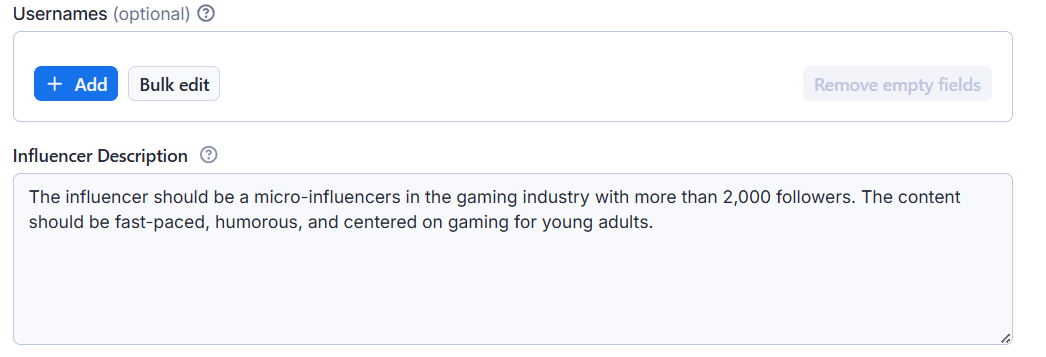 Usernames (optional)
+ Add Bulk edit Remove empty fields
Influencer Description
The influencer should be a micro-influencers in the gaming industry with more than 2,000 followers. The content
should be fast-paced, humorous, and centered on gaming for young adults.